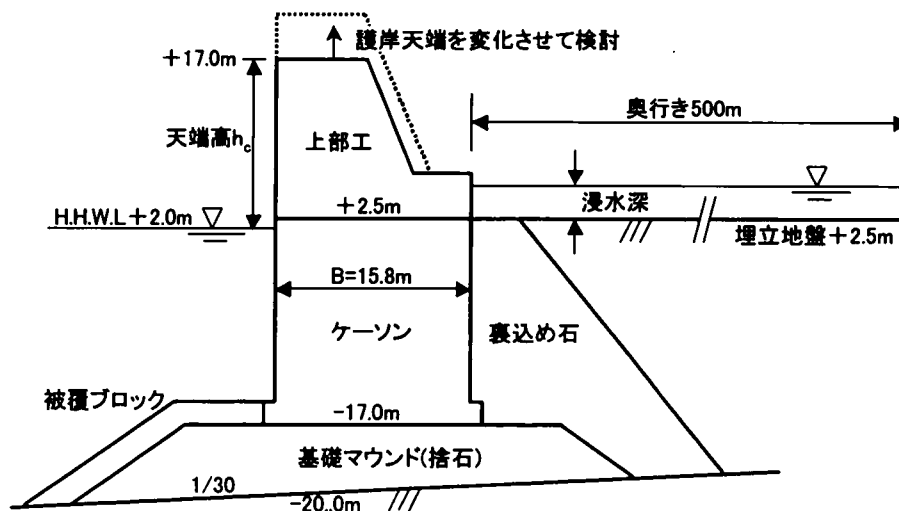 護岸天端を変化させて検討
+17.0m
奥行き500m
天端高hc
上部工
浸水深
H.H.W.L+2.0m
+2.5m
埋立地盤+2.5m
B=15.8m
ケーソン
裏込め石
被覆ブロック
-17.0m
基礎マウンド(捨石)
1/30
-20.0m